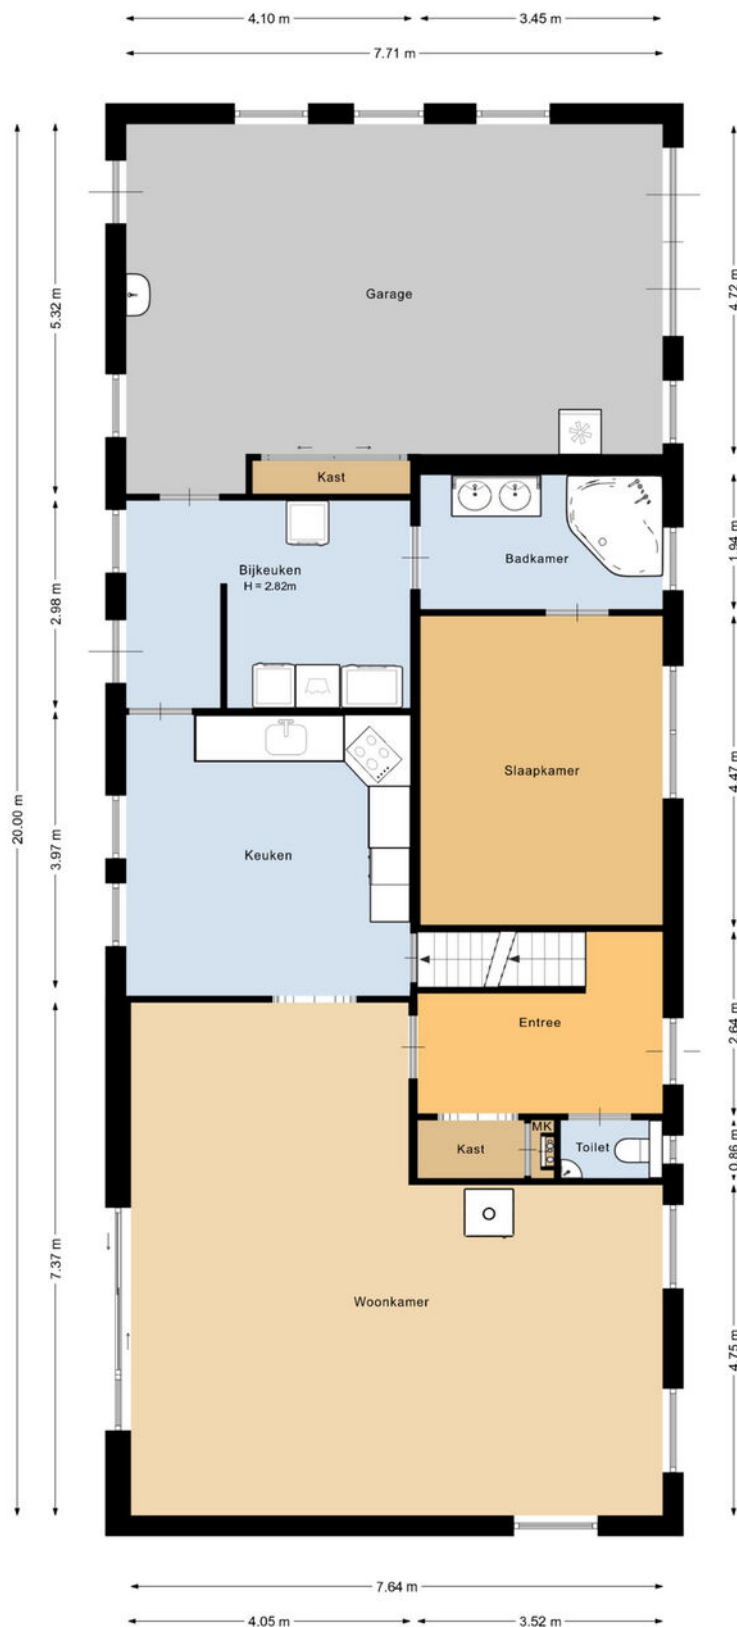 4.10 m
3.45 m
7.71 m
Garage
5.32 m
4.72 m
Kast
20.00 m
Bijkeuken
H = 2.82m
Badkamer
2.98 m
1.94 m
Slaapkamer
4.47 m
Keuken
3.97 m
Entree
2.64 m
MK
Kast
Toilet
0.86 m
7.37 m
Woonkamer
4.75 m
7.64 m
4.05 m
3.52 m